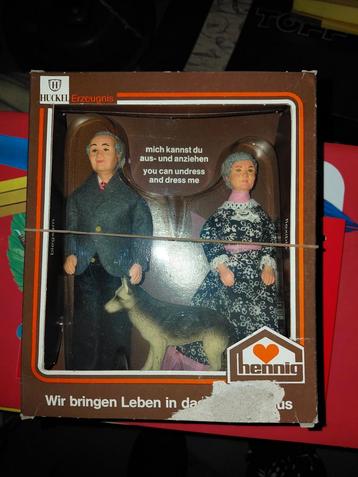 H
HUCKEL Erzeugnis
mich kannst du
aus- und anziehen
you can undress
and dress me
hennig
Wir bringen Leben in da us